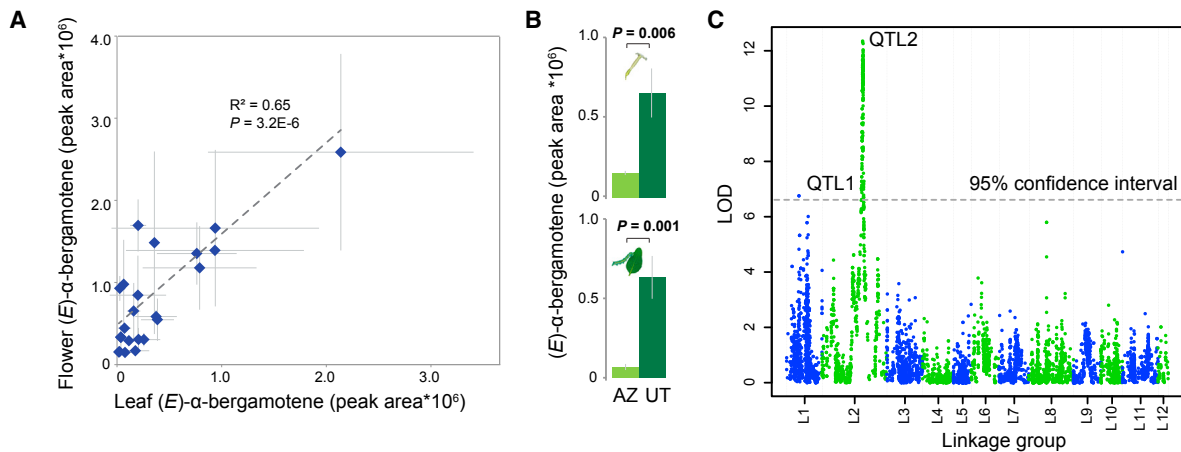 A
Flower (E)-α-bergamotene (peak area*10⁶)
4.0
3.0
2.0
1.0
0
R² = 0.65
P = 3.2E-6
0
1.0
2.0
3.0
Leaf (E)-α-bergamotene (peak area*10⁶)
B
(E)-α-bergamotene (peak area *10⁶)
P = 0.006
1.0
0.5
0
P = 0.001
1.0
0.5
0
AZ UT
C
LOD
12
10
8
6
4
2
0
QTL2
QTL1
95% confidence interval
L1 L2 L3 L4 L5 L6 L7 L8 L9 L10 L11 L12
Linkage group